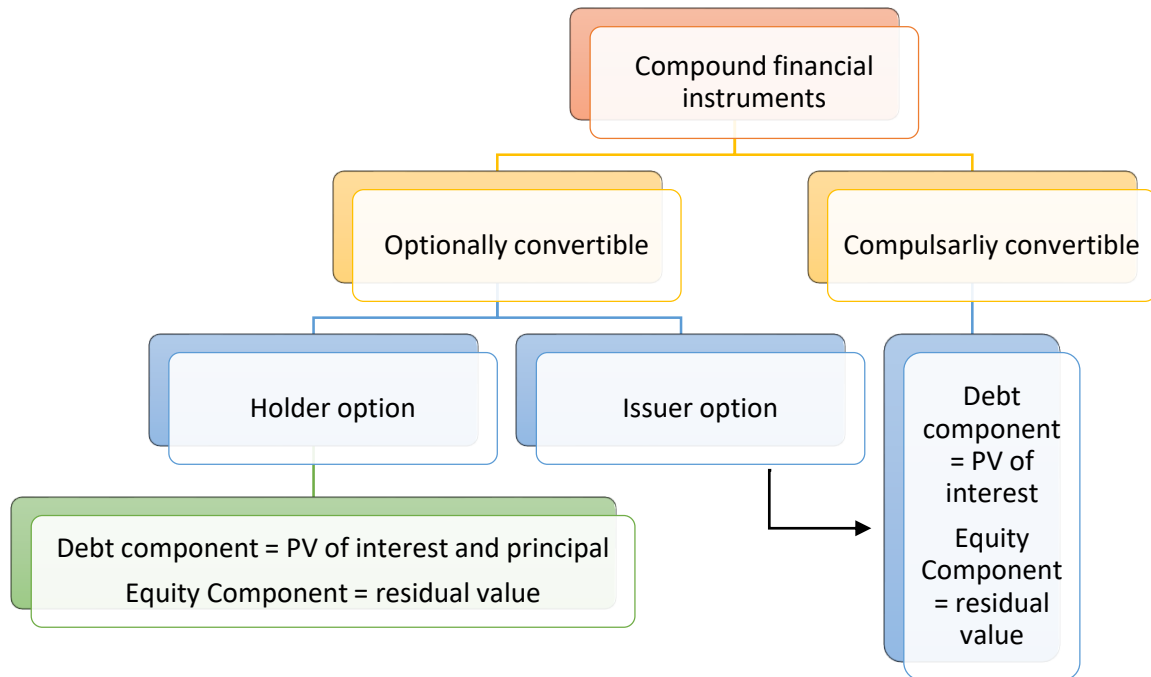 Compound financial
instruments
Optionally convertible
Compulsarliy convertible
Holder option
Issuer option
Debt
component
= PV of
interest
Equity
Component
= residual
value
Debt component = PV of interest and principal
Equity Component = residual value